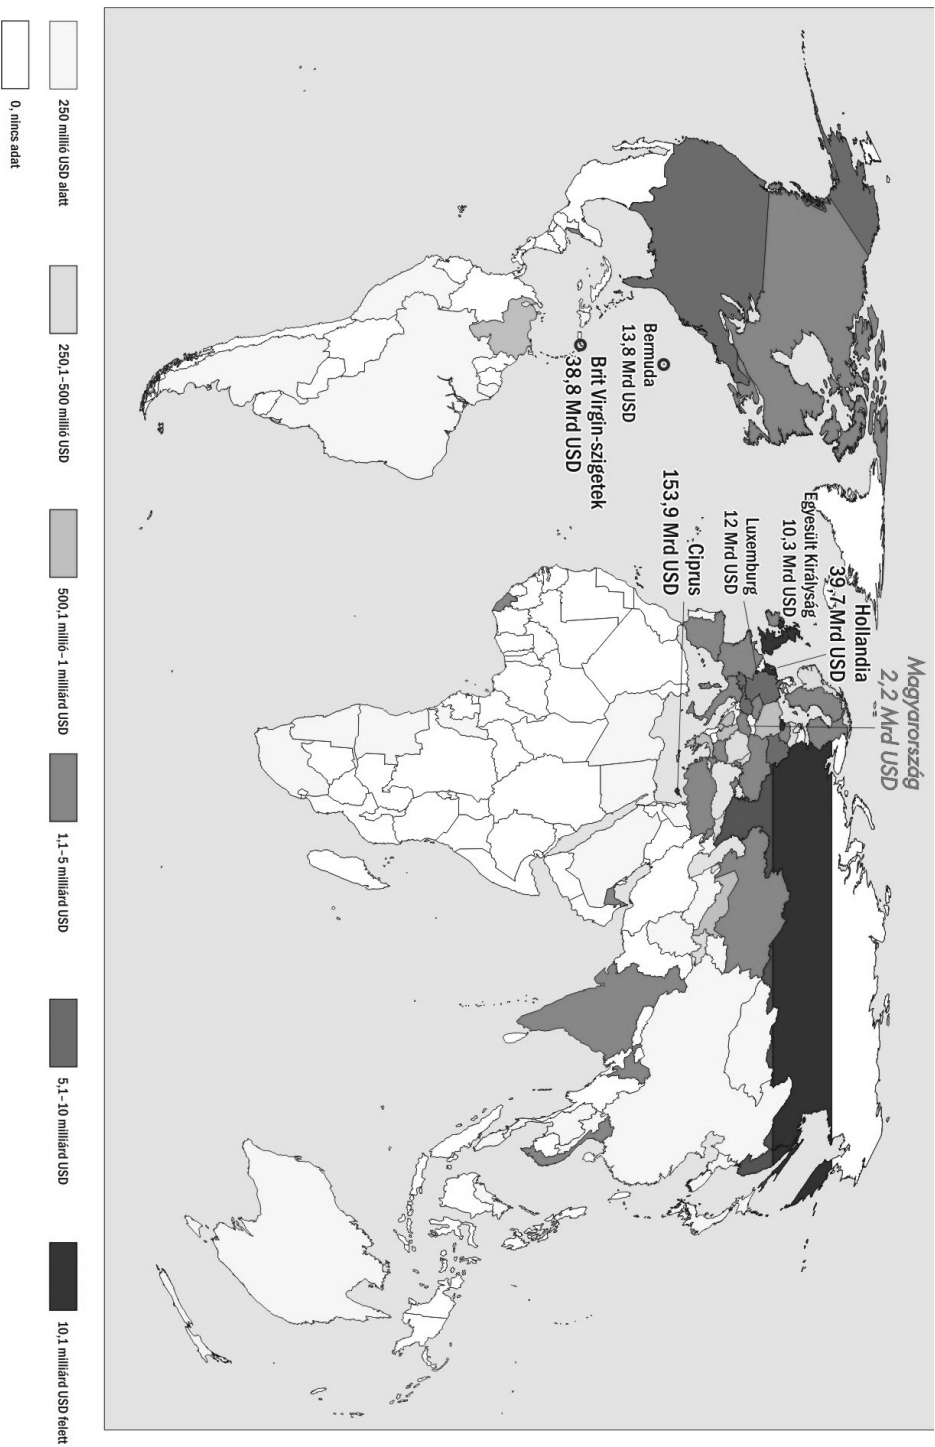 Magyarország
2,2 Mrd USD
Hollandia
39,7 Mrd USD
Egyesült Királyság
10,3 Mrd USD
Luxemburg
12 Mrd USD
Ciprus
153,9 Mrd USD
Bermuda
13,8 Mrd USD
Brit Virgin-szigetek
38,8 Mrd USD
250 millió USD alatt
250,1–500 millió USD
500,1 millió–1 milliárd USD
1,1–5 milliárd USD
5,1–10 milliárd USD
10,1 milliárd USD felett
0, nincs adat